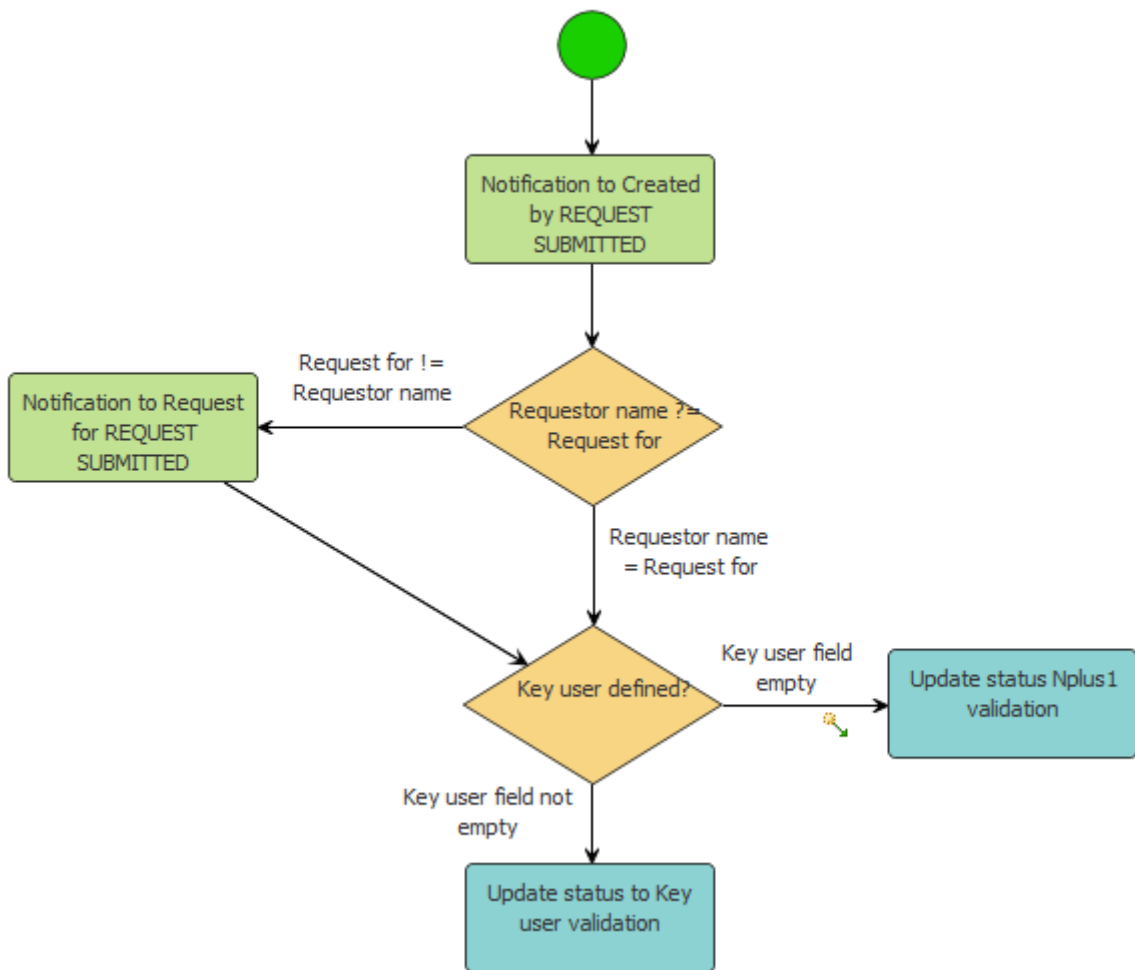 Notification to Created
by REQUEST
SUBMITTED
Request for !=
Requestor name
Notification to Request
for REQUEST
SUBMITTED
Requestor name ?=
Request for
Requestor name
= Request for
Key user defined?
Key user field
empty
Update status Nplus1
validation
Key user field not
empty
Update status to Key
user validation